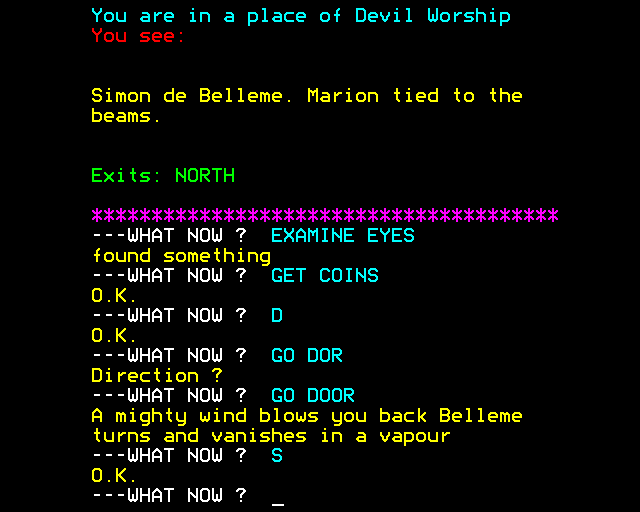 You are in a place of Devil Worship
You see:
Simon de Belleme. Marion tied to the
beams.
Exits: NORTH
***************************************
---WHAT NOW ?  EXAMINE EYES
found something
---WHAT NOW ?  GET COINS
O.K.
---WHAT NOW ?  D
O.K.
---WHAT NOW ?  GO DOR
Direction ?
---WHAT NOW ?  GO DOOR
A mighty wind blows you back Belleme
turns and vanishes in a vapour
---WHAT NOW ?  S
O.K.
---WHAT NOW ?  _